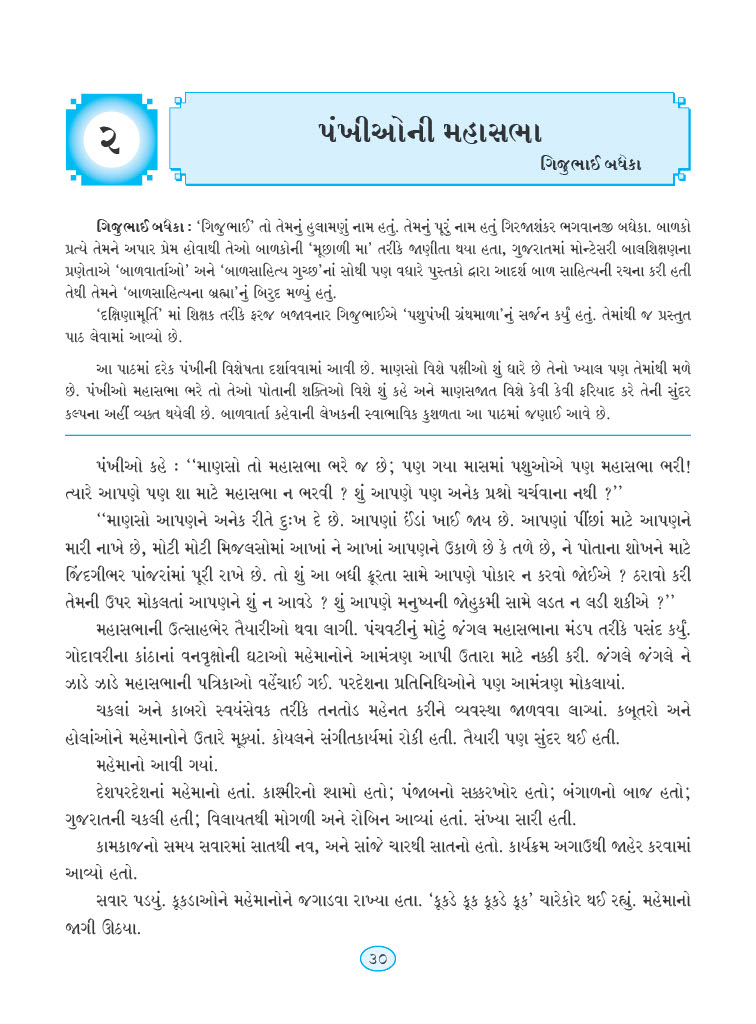 ૨
પંખીઓની મહાસભા
ગિજુભાઈ બધેકા
ગિજુભાઈ બધેકા : ‘ગિજુભાઈ’ તો તેમનું હુલામણું નામ હતું. તેમનું પૂરું નામ હતું ગિરજાશંકર ભગવાનજી બધેકા. બાળકો
પ્રત્યે તેમને અપાર પ્રેમ હોવાથી તેઓ બાળકોની ‘મૂછાળી મા’ તરીકે જાણીતા થયા હતા, ગુજરાતમાં મોન્ટેસરી બાલશિક્ષણના
પ્રણેતાએ ‘બાળવાર્તાઓ’ અને ‘બાળસાહિત્ય ગુચ્છ’નાં સોથી પણ વધારે પુસ્તકો દ્વારા આદર્શ બાળ સાહિત્યની રચના કરી હતી
તેથી તેમને ‘બાળસાહિત્યના બ્રહ્મા’નું બિરુદ મળ્યું હતું.
‘દક્ષિણામૂર્તિ’ માં શિક્ષક તરીકે ફરજ બજાવનાર ગિજુભાઈએ ‘પશુપંખી ગ્રંથમાળા’નું સર્જન કર્યું હતું. તેમાંથી જ પ્રસ્તુત
પાઠ લેવામાં આવ્યો છે.
આ પાઠમાં દરેક પંખીની વિશેષતા દર્શાવવામાં આવી છે. માણસો વિશે પક્ષીઓ શું ધારે છે તેનો ખ્યાલ પણ તેમાંથી મળે
છે. પંખીઓ મહાસભા ભરે તો તેઓ પોતાની શક્તિઓ વિશે શું કહે અને માણસજાત વિશે કેવી કેવી ફરિયાદ કરે તેની સુંદર
કલ્પના અહીં વ્યક્ત થયેલી છે. બાળવાર્તા કહેવાની લેખકની સ્વાભાવિક કુશળતા આ પાઠમાં જણાઈ આવે છે.
પંખીઓ કહે : ‘‘માણસો તો મહાસભા ભરે જ છે; પણ ગયા માસમાં પશુઓએ પણ મહાસભા ભરી!
ત્યારે આપણે પણ શા માટે મહાસભા ન ભરવી ? શું આપણે પણ અનેક પ્રશ્નો ચર્ચવાના નથી ?’’
‘‘માણસો આપણને અનેક રીતે દુઃખ દે છે. આપણાં ઈંડાં ખાઈ જાય છે. આપણાં પીંછાં માટે આપણને
મારી નાખે છે, મોટી મોટી મિજલસોમાં આખાં ને આખાં આપણને ઉકાળે છે કે તળે છે, ને પોતાના શોખને માટે
જિંદગીભર પાંજરાંમાં પૂરી રાખે છે. તો શું આ બધી ક્રૂરતા સામે આપણે પોકાર ન કરવો જોઈએ ? ઠરાવો કરી
તેમની ઉપર મોકલતાં આપણને શું ન આવડે ? શું આપણે મનુષ્યની જોહુકમી સામે લડત ન લડી શકીએ ?’’
મહાસભાની ઉત્સાહભેર તૈયારીઓ થવા લાગી. પંચવટીનું મોટું જંગલ મહાસભાના મંડપ તરીકે પસંદ કર્યું.
ગોદાવરીના કાંઠાનાં વનવૃક્ષોની ઘટાઓ મહેમાનોને આમંત્રણ આપી ઉતારા માટે નક્કી કરી. જંગલે જંગલે ને
ઝાડે ઝાડે મહાસભાની પત્રિકાઓ વહેંચાઈ ગઈ. પરદેશના પ્રતિનિધિઓને પણ આમંત્રણ મોકલાયાં.
ચકલાં અને કાબરો સ્વયંસેવક તરીકે તનતોડ મહેનત કરીને વ્યવસ્થા જાળવવા લાગ્યાં. કબૂતરો અને
હોલાંઓને મહેમાનોને ઉતારે મૂક્યાં. કોયલને સંગીતકાર્યમાં રોકી હતી. તૈયારી પણ સુંદર થઈ હતી.
મહેમાનો આવી ગયાં.
દેશપરદેશનાં મહેમાનો હતાં. કાશ્મીરનો શ્યામો હતો; પંજાબનો સક્કરખોર હતો; બંગાળનો બાજ હતો;
ગુજરાતની ચકલી હતી; વિલાયતથી મોગળી અને રોબિન આવ્યાં હતાં. સંખ્યા સારી હતી.
કામકાજનો સમય સવારમાં સાતથી નવ, અને સાંજે ચારથી સાતનો હતો. કાર્યક્રમ અગાઉથી જાહેર કરવામાં
આવ્યો હતો.
સવાર પડયું. કૂકડાઓને મહેમાનોને જગાડવા રાખ્યા હતા. ‘કૂકડે કૂક કૂકડે કૂક’ ચારેકોર થઈ રહ્યું. મહેમાનો
જાગી ઊઠયા.
૩૦